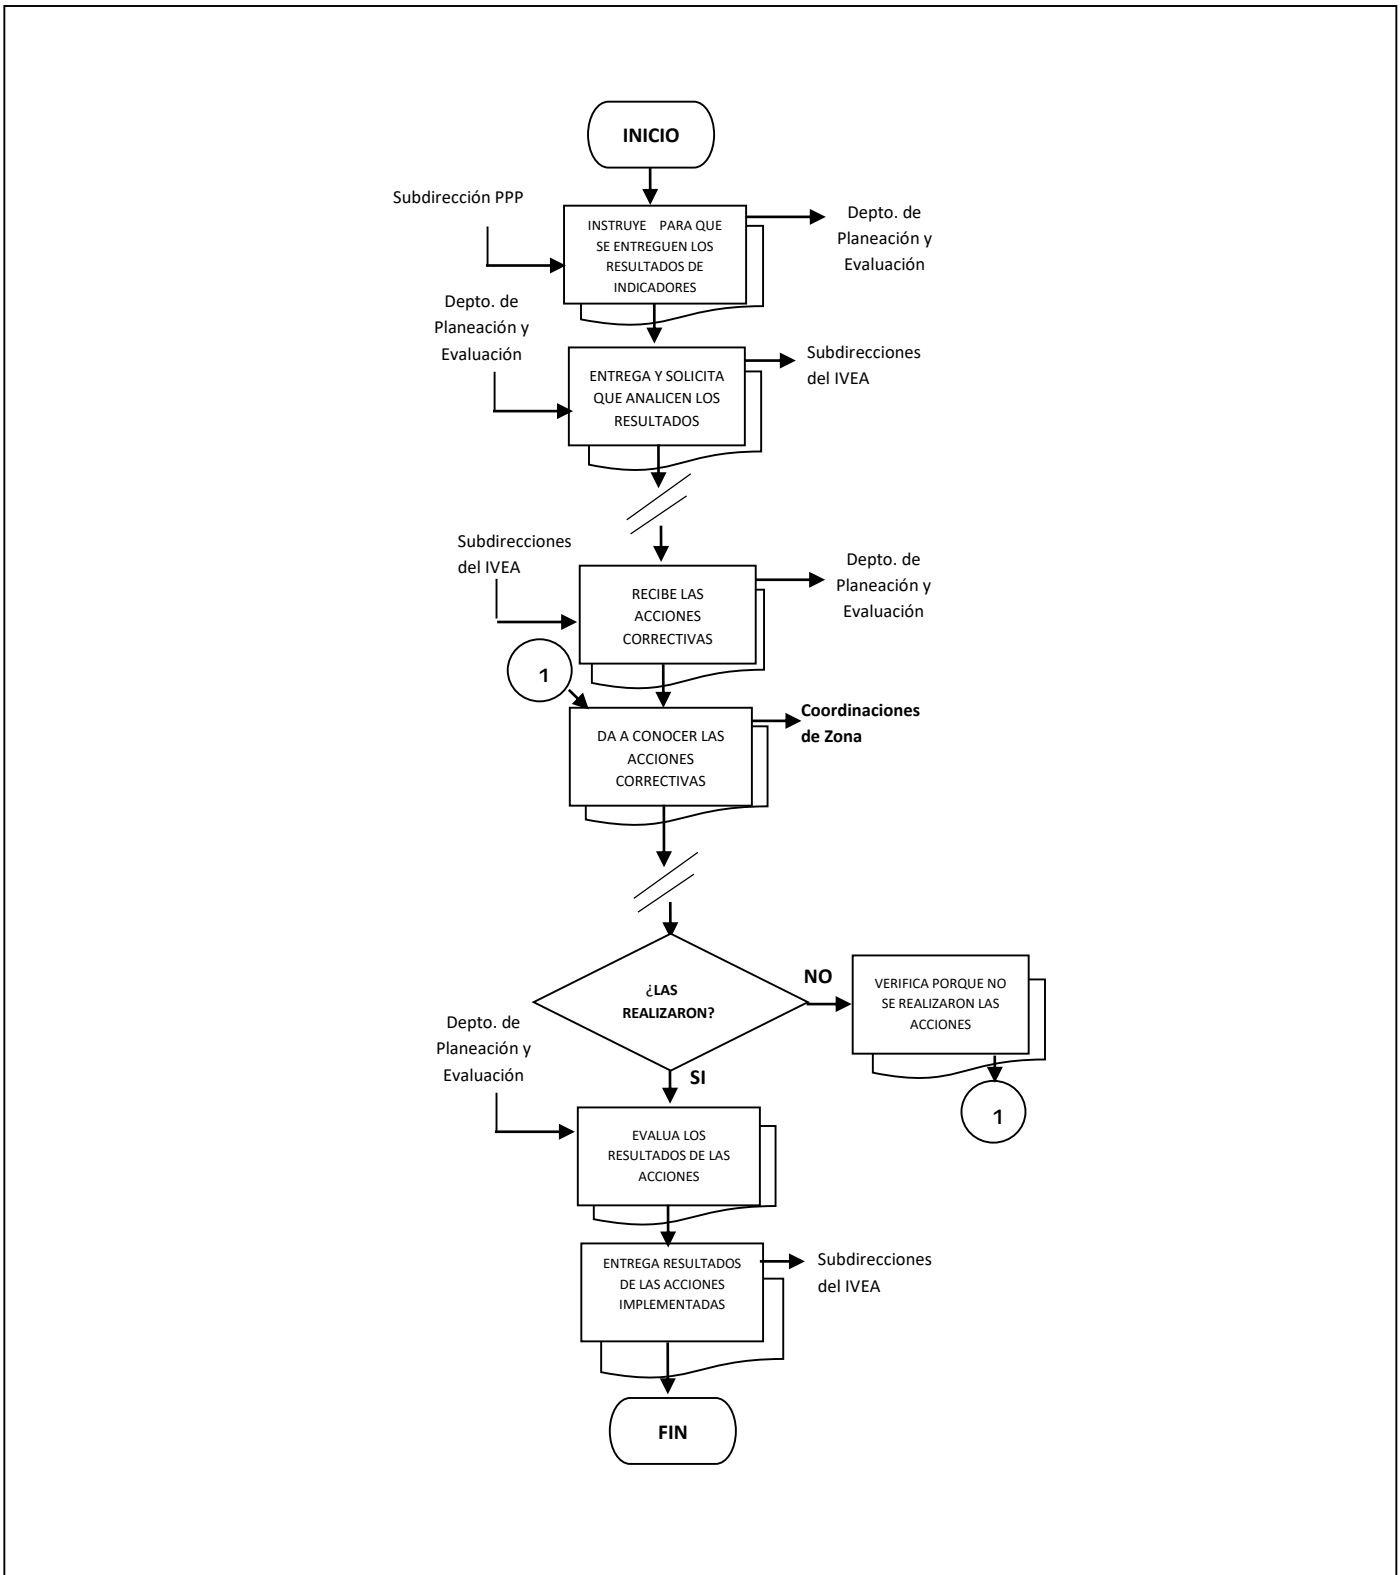 INICIO
Subdirección PPP
INSTRUYE PARA QUE
SE ENTREGUEN LOS
RESULTADOS DE
INDICADORES
Depto. de
Planeación y
Evaluación
Depto. de
Planeación y
Evaluación
ENTREGA Y SOLICITA
QUE ANALICEN LOS
RESULTADOS
Subdirecciones
del IVEA
Subdirecciones
del IVEA
RECIBE LAS
ACCIONES
CORRECTIVAS
Depto. de
Planeación y
Evaluación
1
DA A CONOCER LAS
ACCIONES
CORRECTIVAS
Coordinaciones
de Zona
¿LAS
REALIZARON?
NO
VERIFICA PORQUE NO
SE REALIZARON LAS
ACCIONES
1
SI
Depto. de
Planeación y
Evaluación
EVALUA LOS
RESULTADOS DE LAS
ACCIONES
ENTREGA RESULTADOS
DE LAS ACCIONES
IMPLEMENTADAS
Subdirecciones
del IVEA
FIN